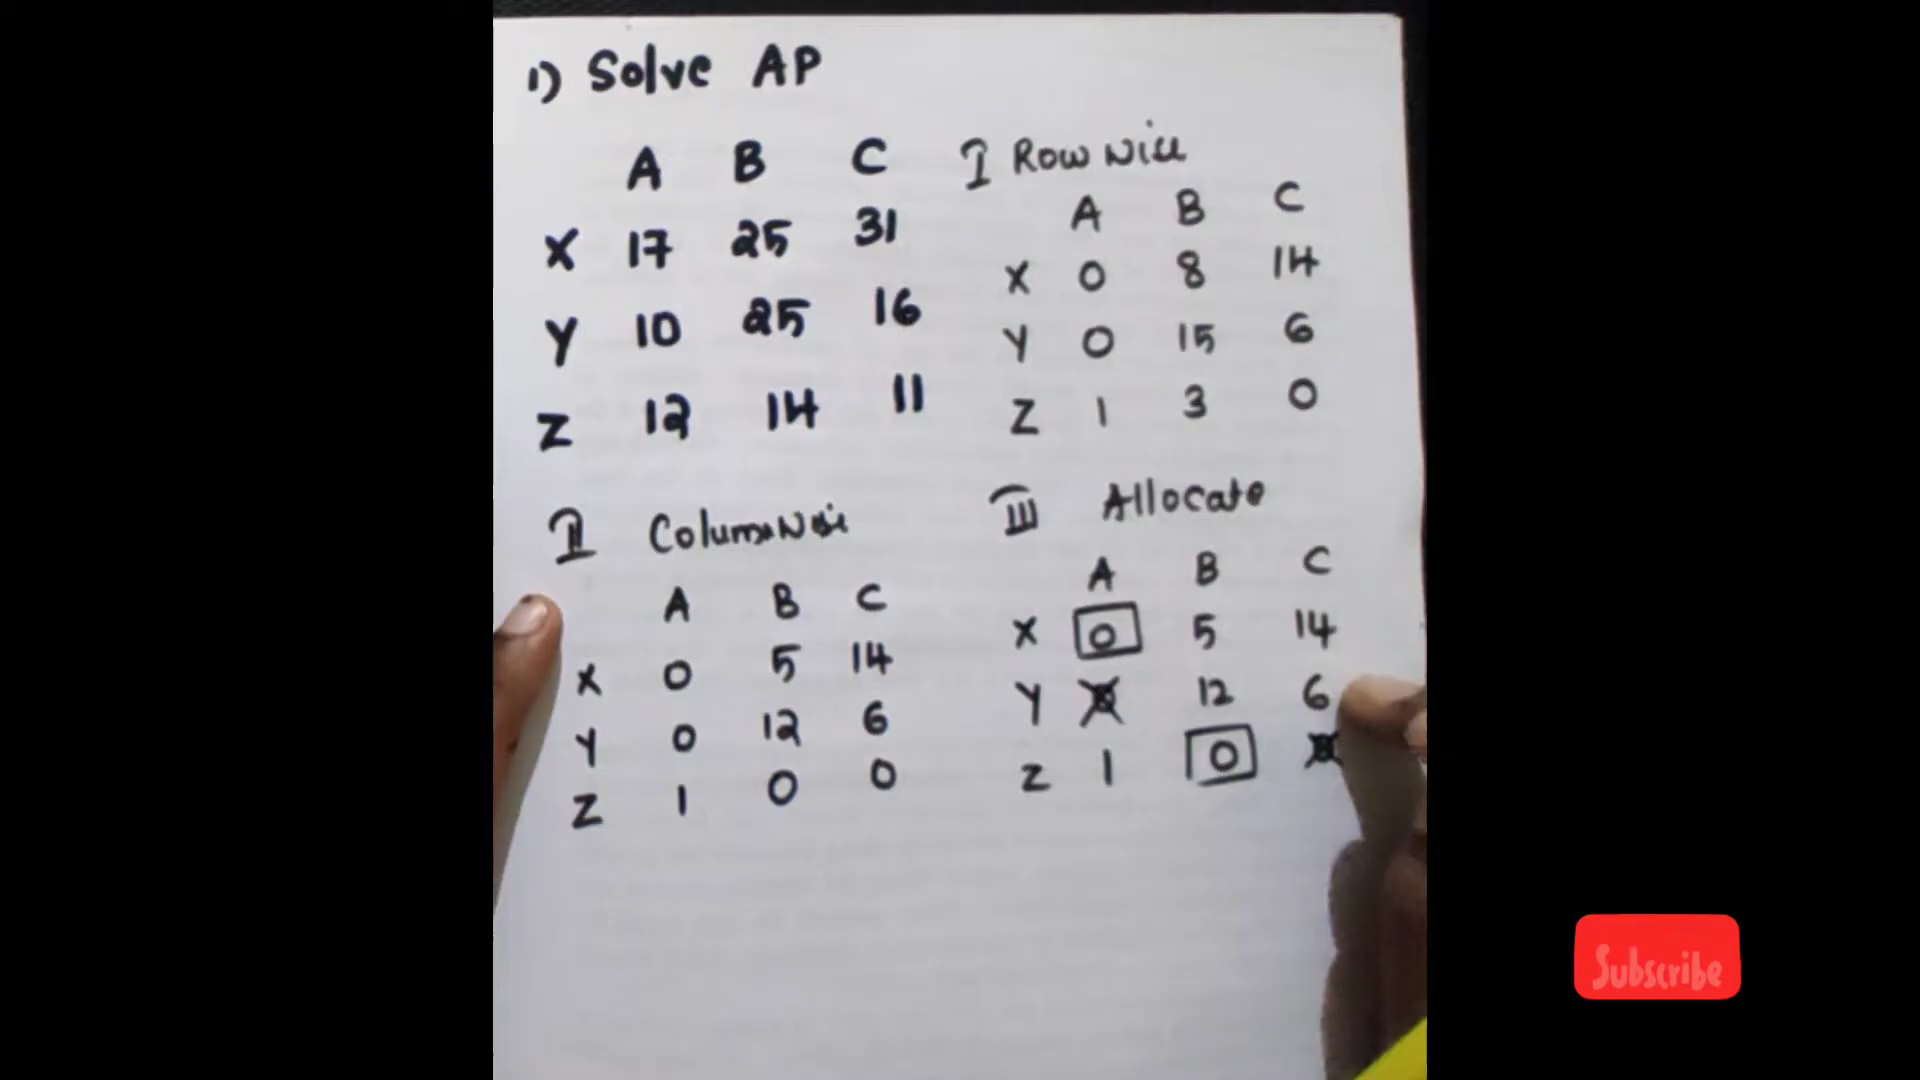 1) Solve AP
A B C
X 17 25 31
Y 10 25 16
Z 12 14 11
I Row Wise
A B C
X 0 8 14
Y 0 15 6
Z 1 3 0
II Column Wise
A B C
X 0 5 14
Y 0 12 6
Z 1 0 0
III Allocate
A B C
X 0 5 14
Y 0 12 6
Z 1 0 0
Subscribe